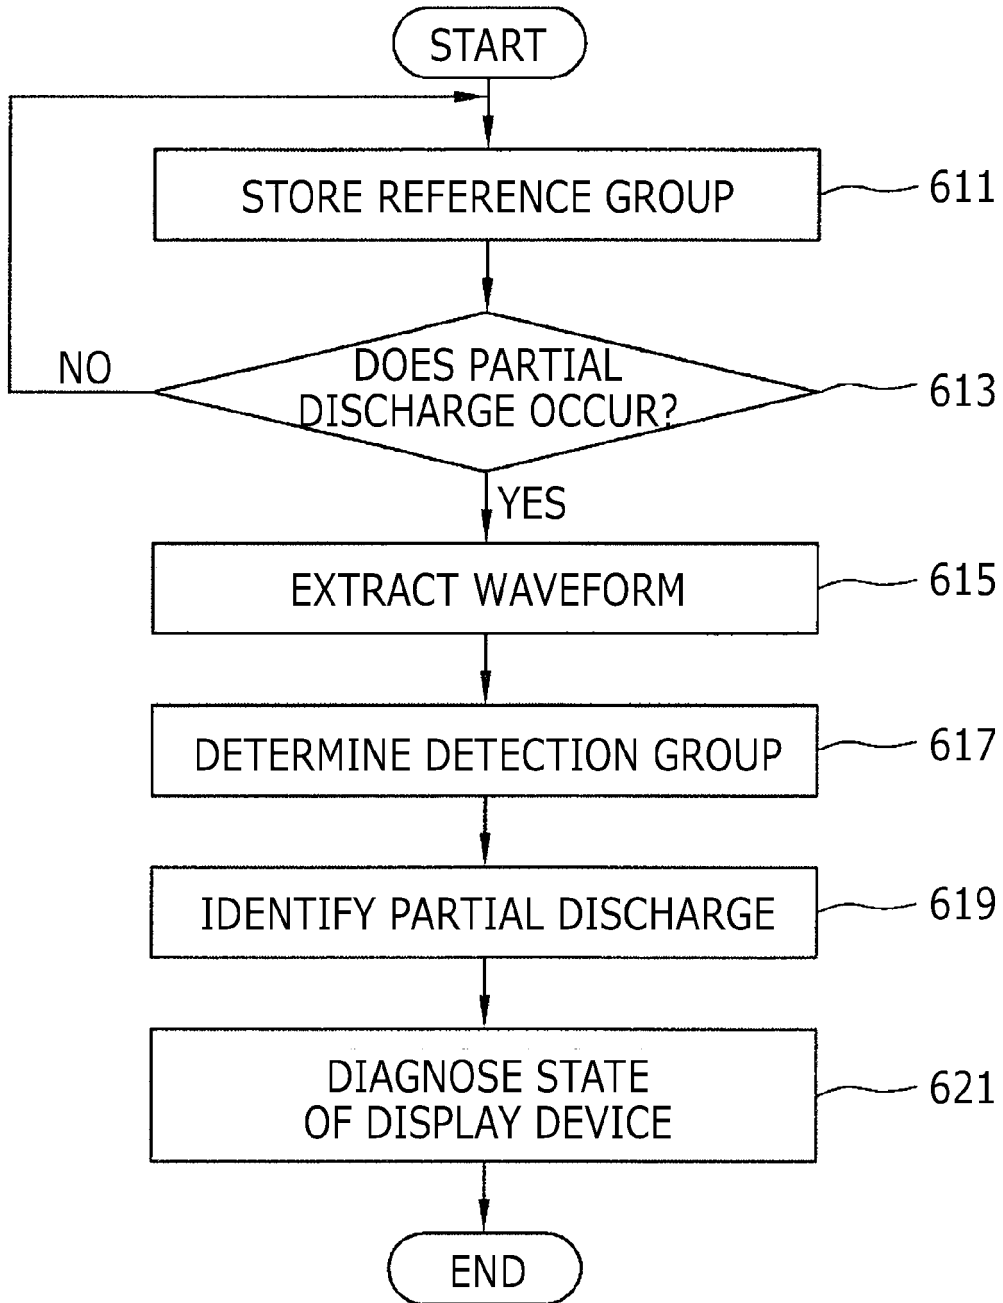 START
STORE REFERENCE GROUP
611
DOES PARTIAL
DISCHARGE OCCUR?
613
NO
YES
EXTRACT WAVEFORM
615
DETERMINE DETECTION GROUP
617
IDENTIFY PARTIAL DISCHARGE
619
DIAGNOSE STATE
OF DISPLAY DEVICE
621
END